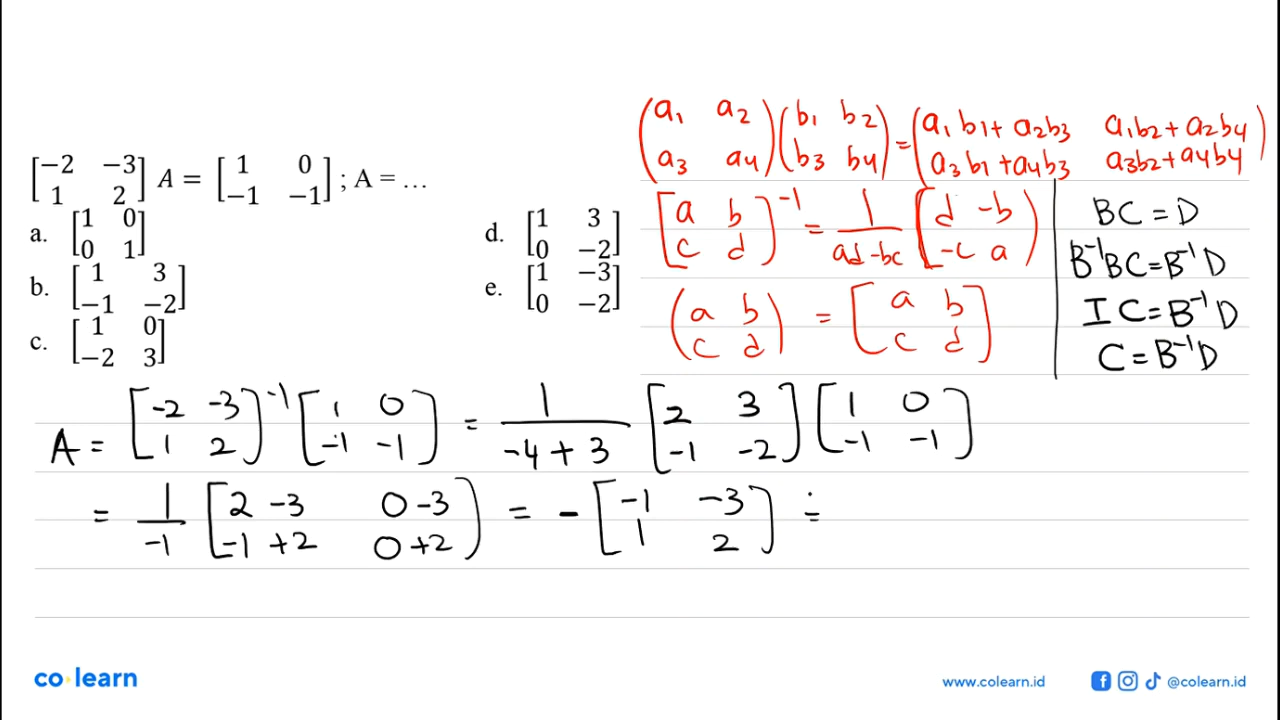 (a₁ a₂ a₃ a₄)(b₁ b₂ b₃ b₄) = (a₁b₁ + a₂b₃ a₁b₂ + a₂b₄ a₃b₁ + a₄b₃ a₃b₂ + a₄b₄)
[-2 -3 1 2] A = [1 0 -1 -1] ; A = ...
a. [1 0 0 1]
b. [1 3 -1 -2]
c. [1 0 -2 3]
d. [1 3 0 -2]
e. [1 -3 0 -2]
[a b c d]⁻¹ = 1/(ad - bc) [d -b -c a)
(a b c d) = [a b c d]
BC = D
B⁻¹BC = B⁻¹D
I C = B⁻¹D
C = B⁻¹D
A = [-2 -3 1 2]⁻¹ [1 0 -1 -1] = 1/(-4 + 3) [2 3 -1 -2] [1 0 -1 -1]
= 1/-1 [2 -3 0 -3 -1 +2 0 +2] = - [-1 -3 1 2] =
co·learn
www.colearn.id
@colearn.id